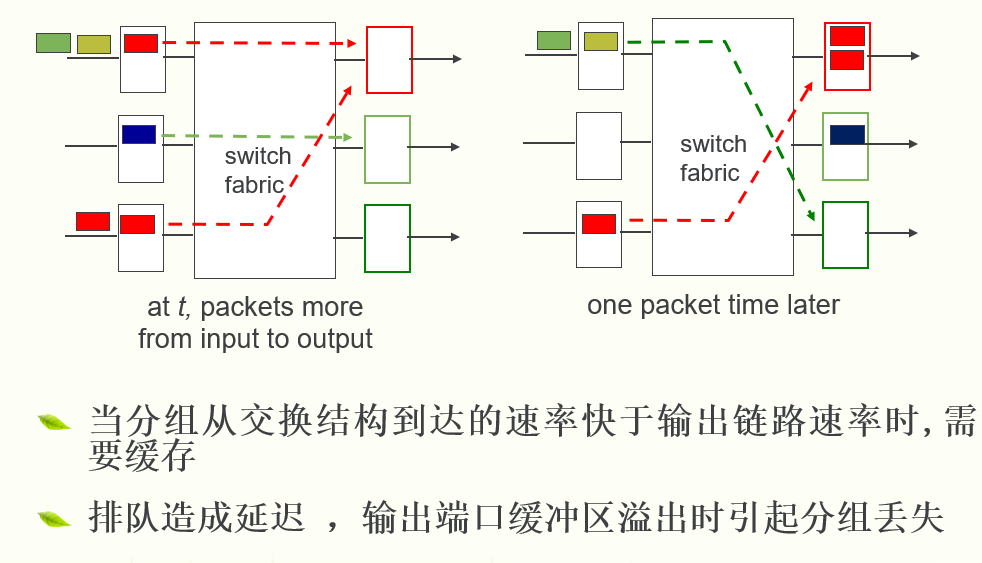 switch
fabric
switch
fabric
at t, packets more
from input to output
one packet time later
当分组从交换结构到达的速率快于输出链路速率时,需
要缓存
排队造成延迟 ，输出端口缓冲区溢出时引起分组丢失